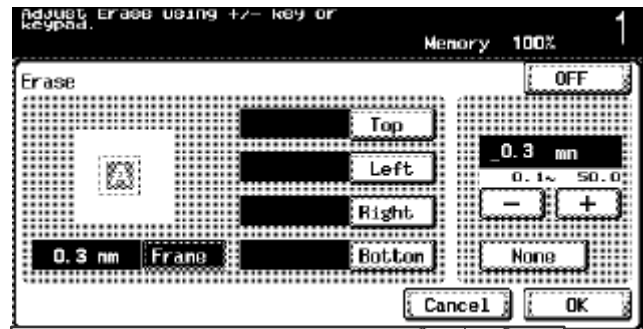 Adjust Erase using +/- key or
keypad.
Memory 100%
1
Erase
OFF
Top
Left
Right
0.3 mm Frame
Bottom
_0.3 mm
0.1~ 50.0
- +
None
Cancel OK